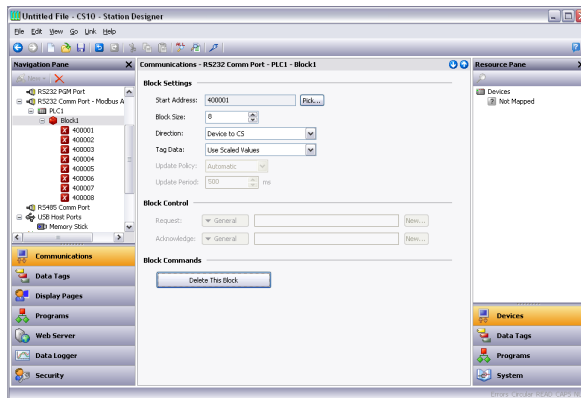 Untitled File - CS10 - Station Designer
File Edit View Go Link Help
Navigation Pane
New
RS232 PGM Port
RS232 Comm Port - Modbus A
PLC1
Block1
400001
400002
400003
400004
400005
400006
400007
400008
RS485 Comm Port
USB Host Ports
Memory Stick
Communications
Data Tags
Display Pages
Programs
Web Server
Data Logger
Security
Communications - RS232 Comm Port - PLC1 - Block1
Block Settings
Start Address: 400001 Pick...
Block Size: 8
Direction: Device to CS
Tag Data: Use Scaled Values
Update Policy: Automatic
Update Period: 500 ms
Block Control
Request: General New...
Acknowledge: General New...
Block Commands
Delete This Block
Resource Pane
Devices
Not Mapped
Devices
Data Tags
Programs
System
Errors Circular READ CAPS